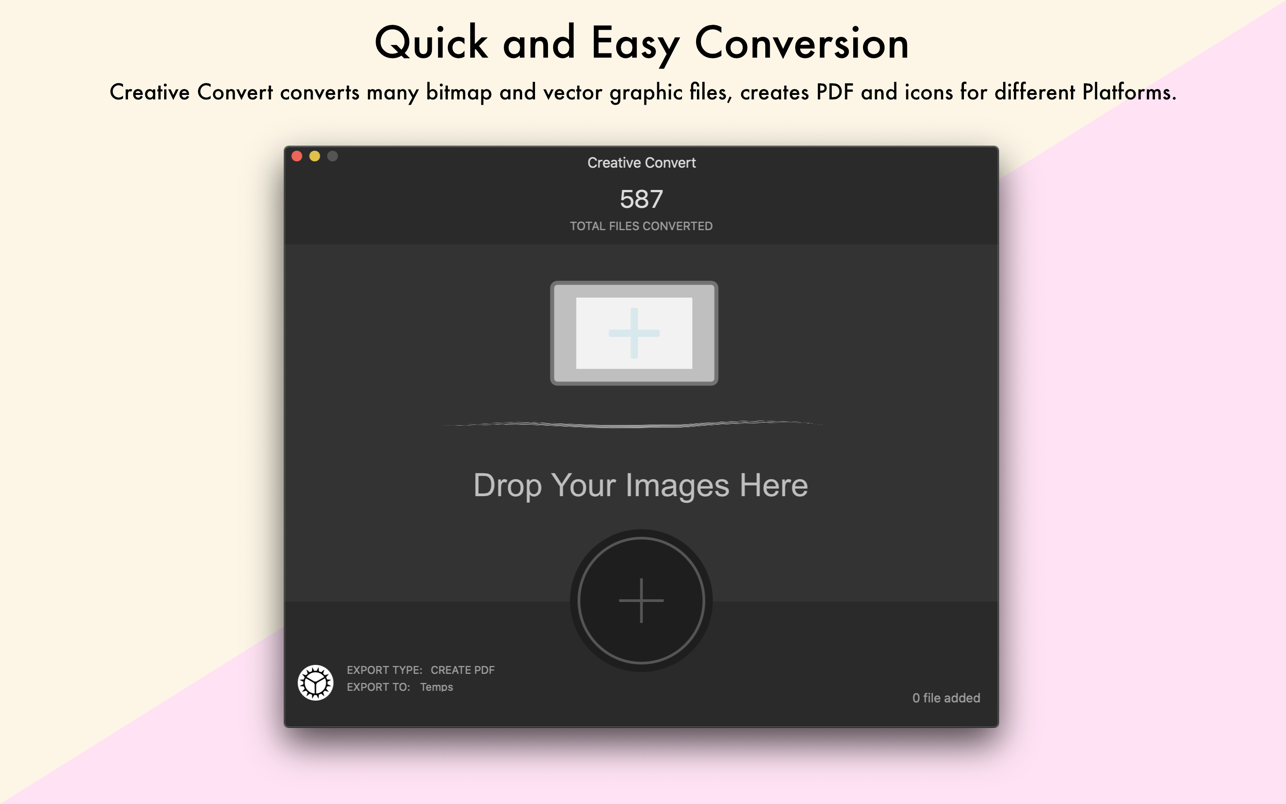 Quick and Easy Conversion
Creative Convert converts many bitmap and vector graphic files, creates PDF and icons for different Platforms.
Creative Convert
587
TOTAL FILES CONVERTED
Drop Your Images Here
EXPORT TYPE: CREATE PDF
EXPORT TO: Temps
0 file added